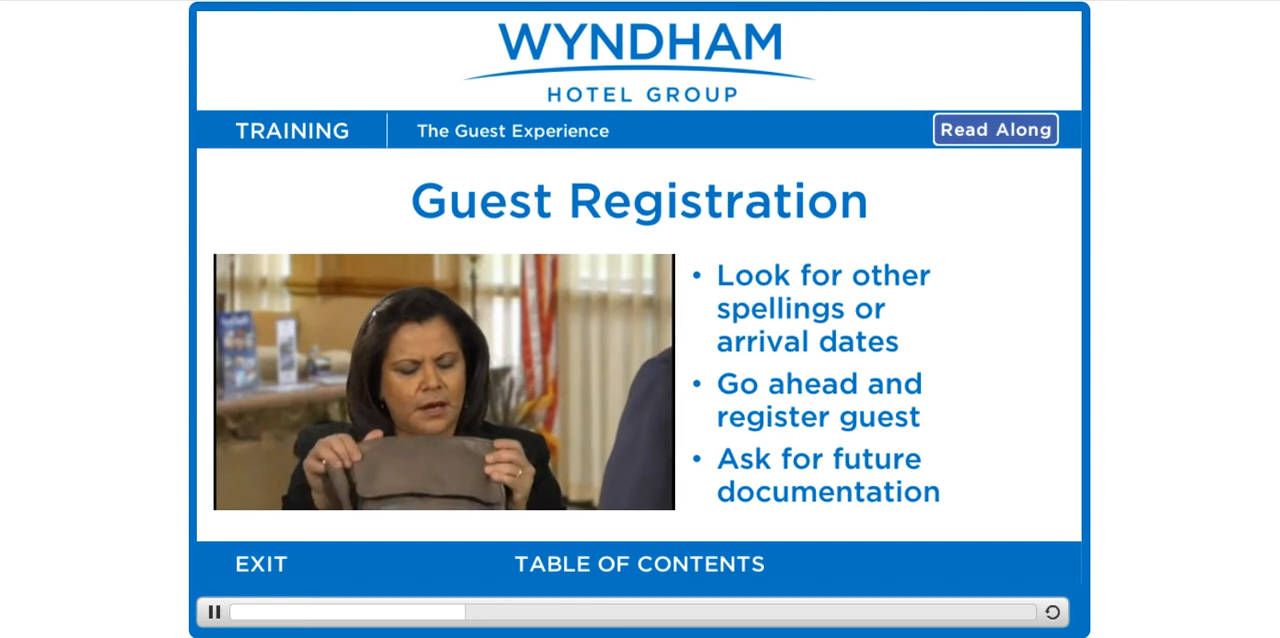 WYNDHAM
HOTEL GROUP
TRAINING
The Guest Experience
Read Along
Guest Registration
• Look for other
spellings or
arrival dates
• Go ahead and
register guest
• Ask for future
documentation
EXIT
TABLE OF CONTENTS